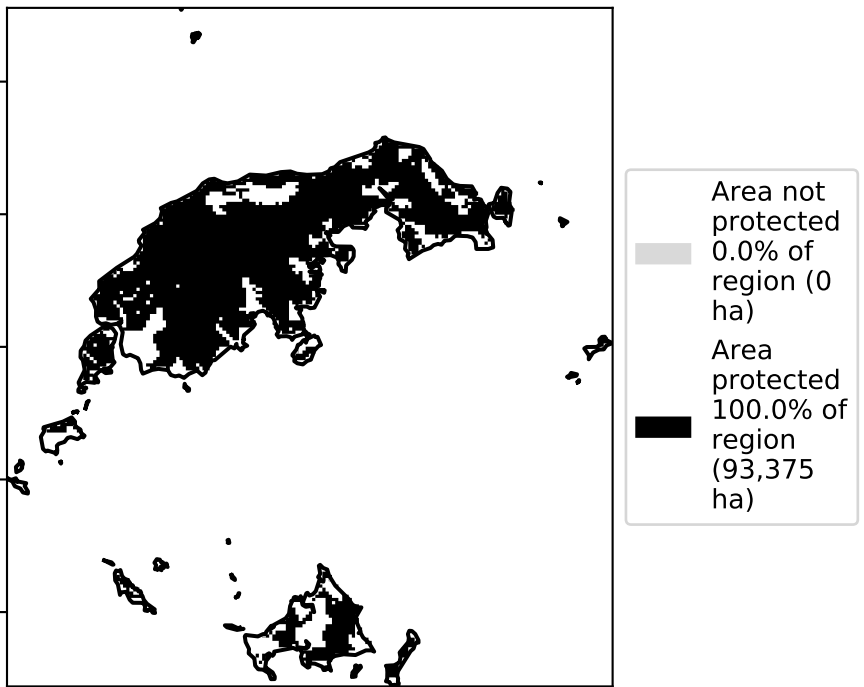 Area not
protected
0.0% of
region (0
ha)
Area
protected
100.0% of
region
(93,375
ha)